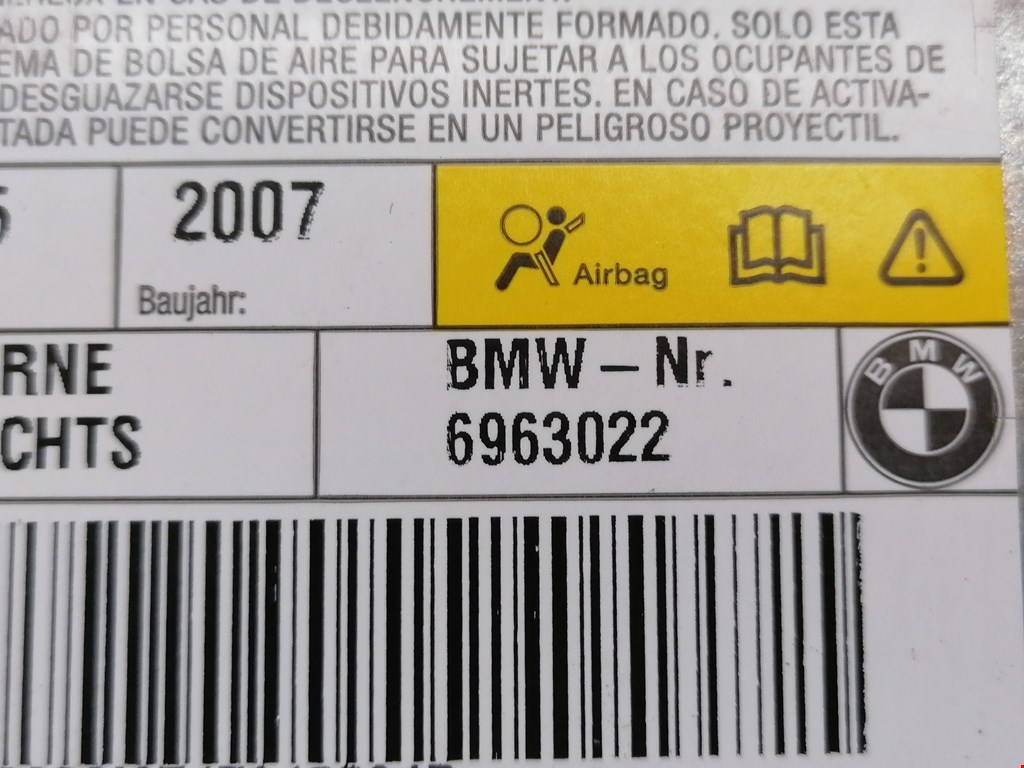 ADO POR PERSONAL DEBIDAMENTE FORMADO. SOLO ESTA
EMA DE BOLSA DE AIRE PARA SUJETAR A LOS OCUPANTES DE
DESGUAZARSE DISPOSITIVOS INERTES. EN CASO DE ACTIVA-
TADA PUEDE CONVERTIRSE EN UN PELIGROSO PROYECTIL.
5
2007
Baujahr:
Airbag
RNE
CHTS
BMW – Nr.
6963022
BMW